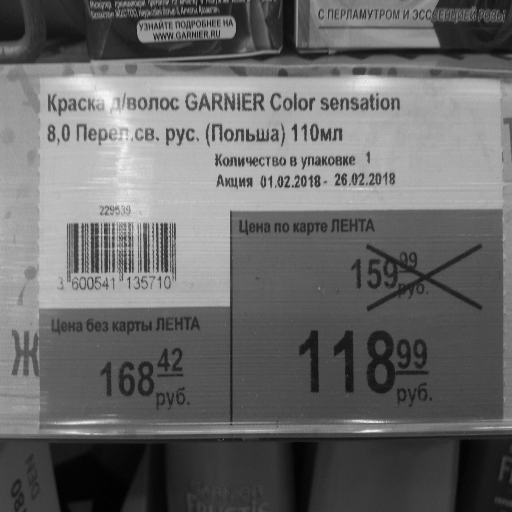 УЗНАЙТЕ ПОДРОБНЕЕ НА
WWW.GARNIER.RU
С ПЕРЛАМУТРОМ И ЭССЕНЦИЕЙ РОЗЫ
Краска д/волос GARNIER Color sensation
8,0 Перел.св. рус. (Польша) 110мл
Количество в упаковке 1
Акция 01.02.2018 - 26.02.2018
229539
3 600541 135710
Цена по карте ЛЕНТА
159 99 руб.
Цена без карты ЛЕНТА
168 42 руб.
118 99 руб.
Ж